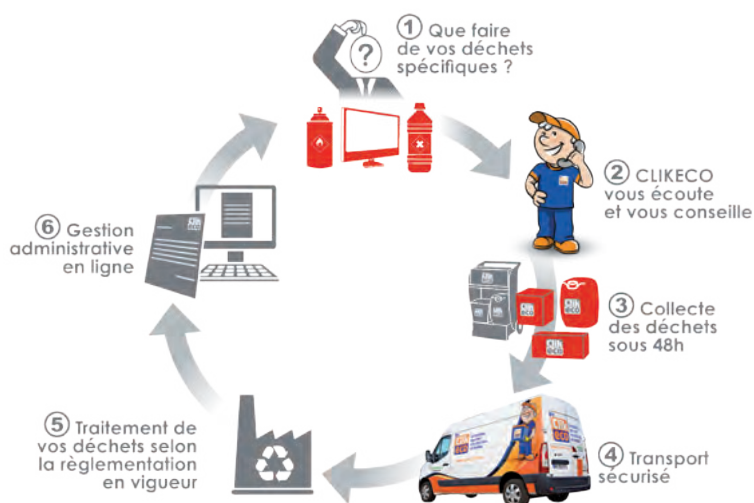 ① Que faire
de vos déchets
spécifiques ?
?
② CLIKECO
vous écoute
et vous conseille
③ Collecte
des déchets
sous 48h
④ Transport
sécurisé
⑤ Traitement de
vos déchets selon
la règlementation
en vigueur
⑥ Gestion
administrative
en ligne
clik
eco